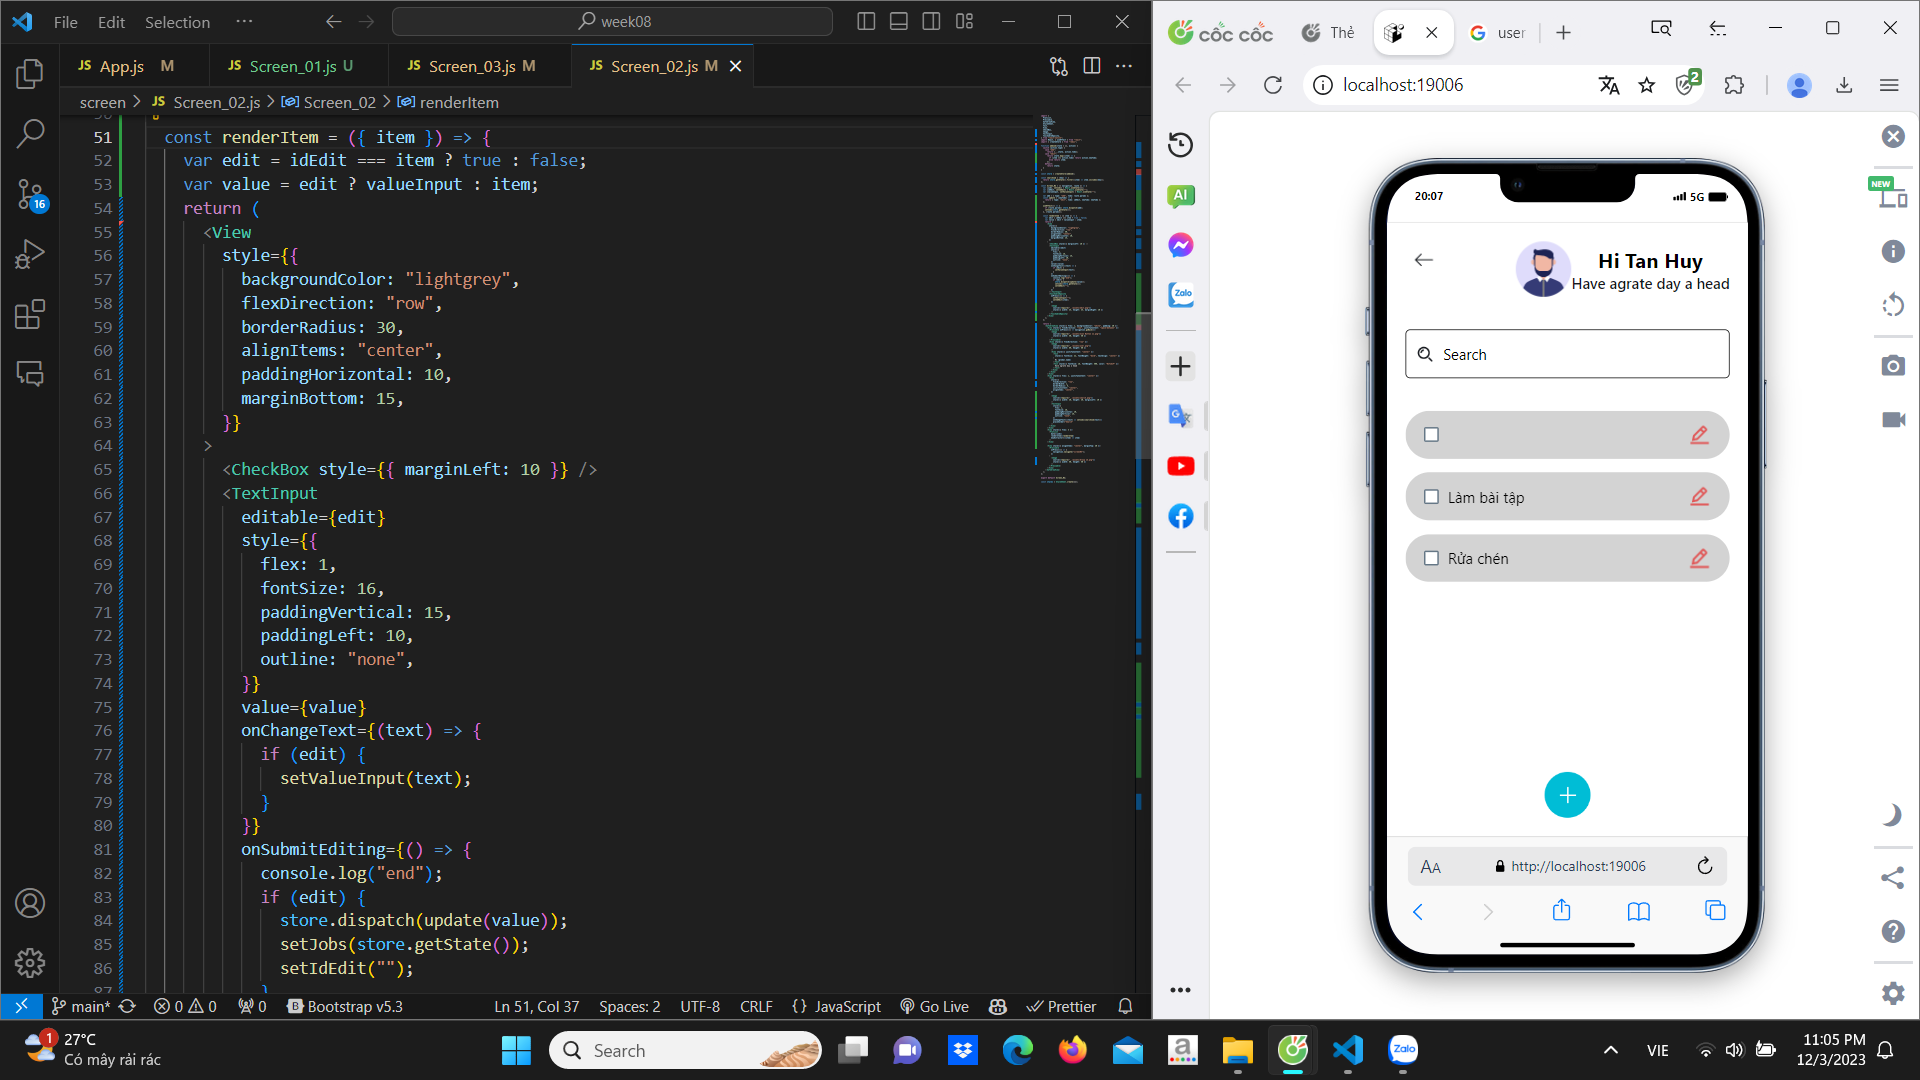 File Edit Selection ···
week08
JS App.js M
JS Screen_01.js U
JS Screen_03.js M
JS Screen_02.js M
screen > JS Screen_02.js > Screen_02 > renderItem
51 const renderItem = ({ item }) => {
52 var edit = idEdit === item ? true : false;
53 var value = edit ? valueInput : item;
54 return (
55 <View
56 style={{
57 backgroundColor: "lightgrey",
58 flexDirection: "row",
59 borderRadius: 30,
60 alignItems: "center",
61 paddingHorizontal: 10,
62 marginBottom: 15,
63 }}
64 >
65 <CheckBox style={{ marginLeft: 10 }} />
66 <TextInput
67 editable={edit}
68 style={{
69 flex: 1,
70 fontSize: 16,
71 paddingVertical: 15,
72 paddingLeft: 10,
73 outline: "none",
74 }}
75 value={value}
76 onChangeText={(text) => {
77 if (edit) {
78 setValueInput(text);
79 }
80 }}
81 onSubmitEditing={() => {
82 console.log("end");
83 if (edit) {
84 store.dispatch(update(value));
85 setJobs(store.getState());
86 setIdEdit("");
16
main* 0 0 0 Bootstrap v5.3 Ln 51, Col 37 Spaces: 2 UTF-8 CRLF {} JavaScript Go Live Prettier
cốc cốc
Thẻ
user
localhost:19006
2
AI
Zalo
NEW
20:07
5G
Hi Tan Huy
Have agrate day a head
Search
Làm bài tập
Rửa chén
AA
http://localhost:19006
1
27°C
Có mây rải rác
Search
a
Zalo
VIE
11:05 PM
12/3/2023